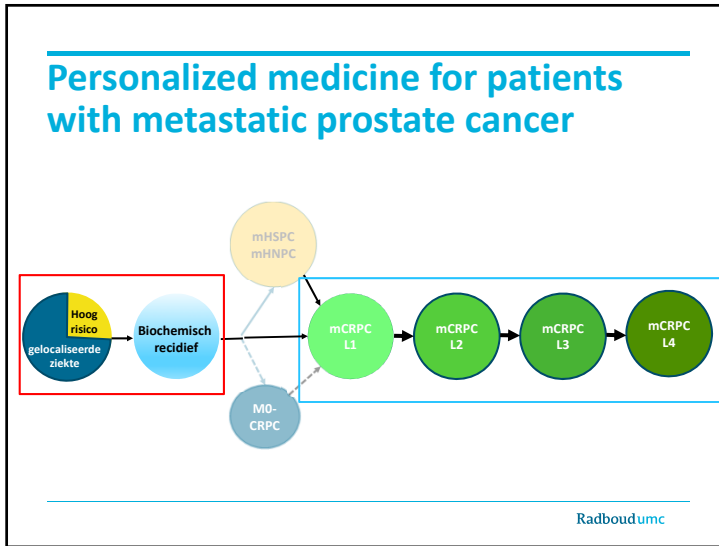 Personalized medicine for patients
with metastatic prostate cancer
mHSPC
mHNPC
Hoog
risico
gelocaliseerde
ziekte
Biochemisch
recidief
mCRPC
L1
mCRPC
L2
mCRPC
L3
mCRPC
L4
M0-
CRPC
Radboudumc